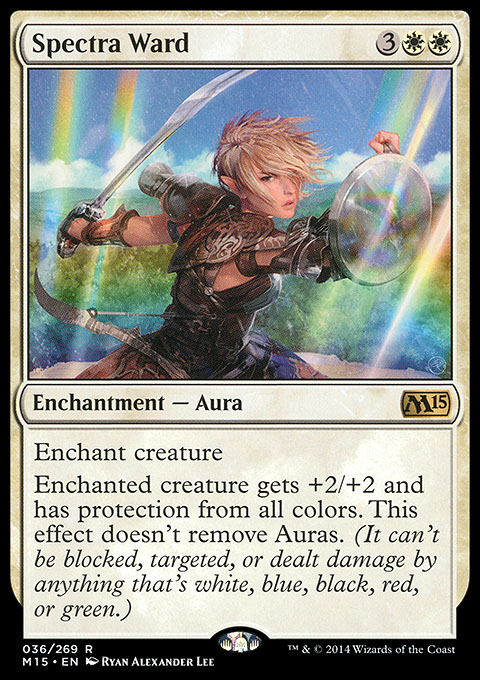 Spectra Ward 3
Enchantment — Aura
M15
Enchant creature
Enchanted creature gets +2/+2 and
has protection from all colors. This
effect doesn't remove Auras. (It can't
be blocked, targeted, or dealt damage by
anything that's white, blue, black, red,
or green.)
036/269 R
M15 • EN Ryan Alexander Lee
™ & © 2014 Wizards of the Coast